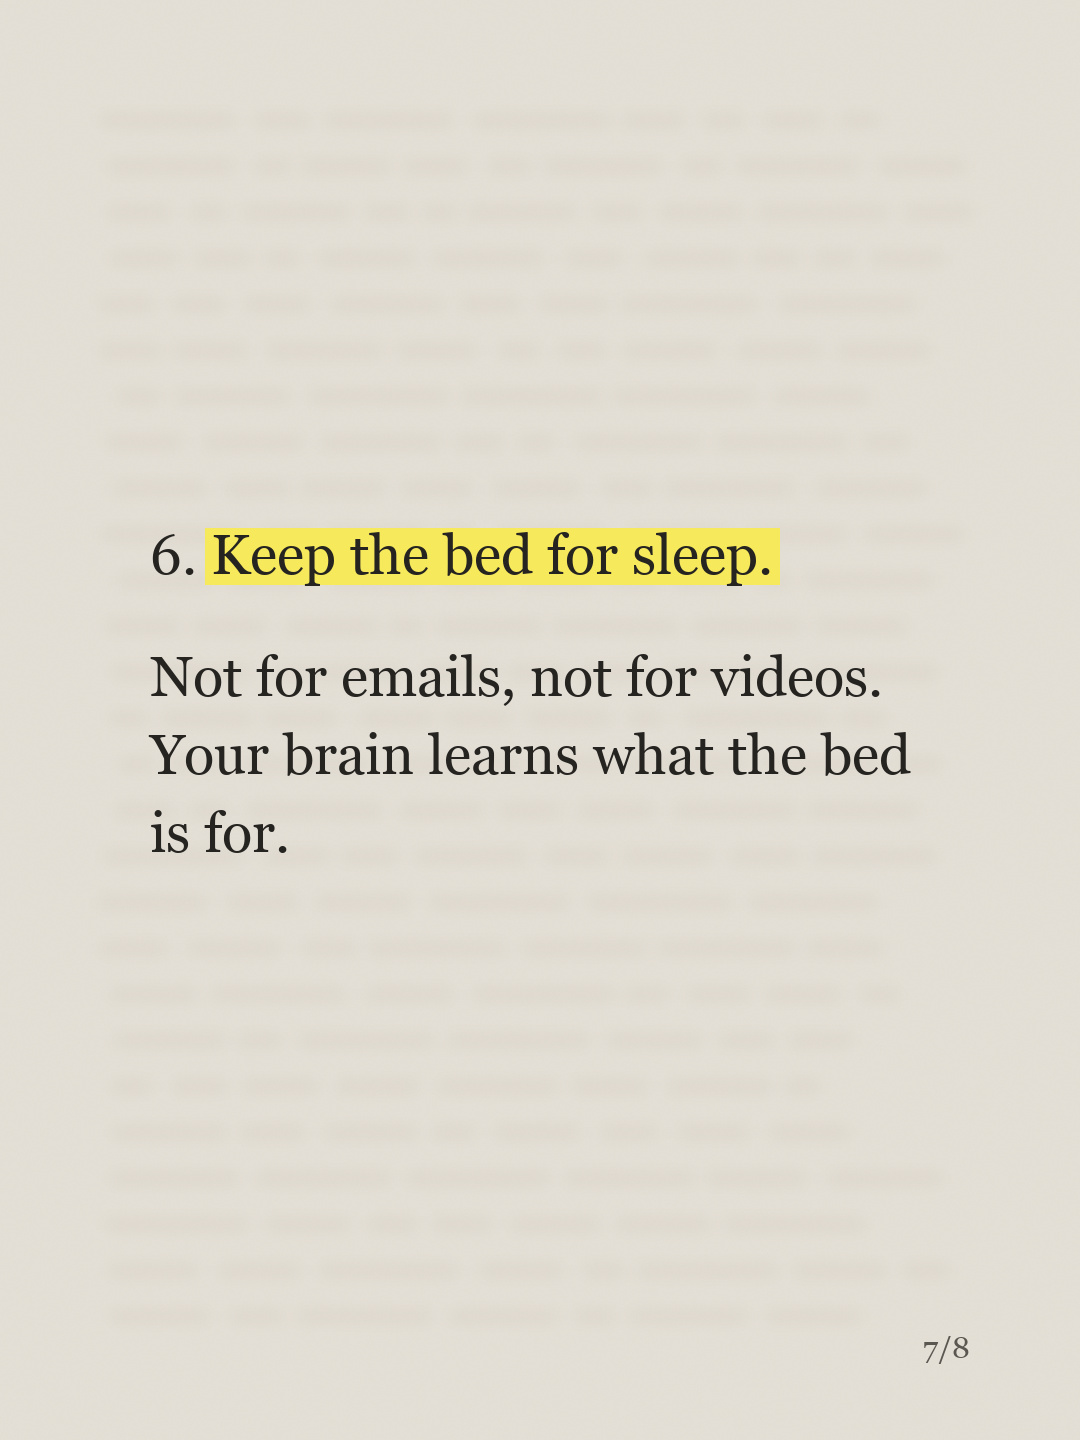 6. Keep the bed for sleep.
Not for emails, not for videos.
Your brain learns what the bed
is for.
7/8